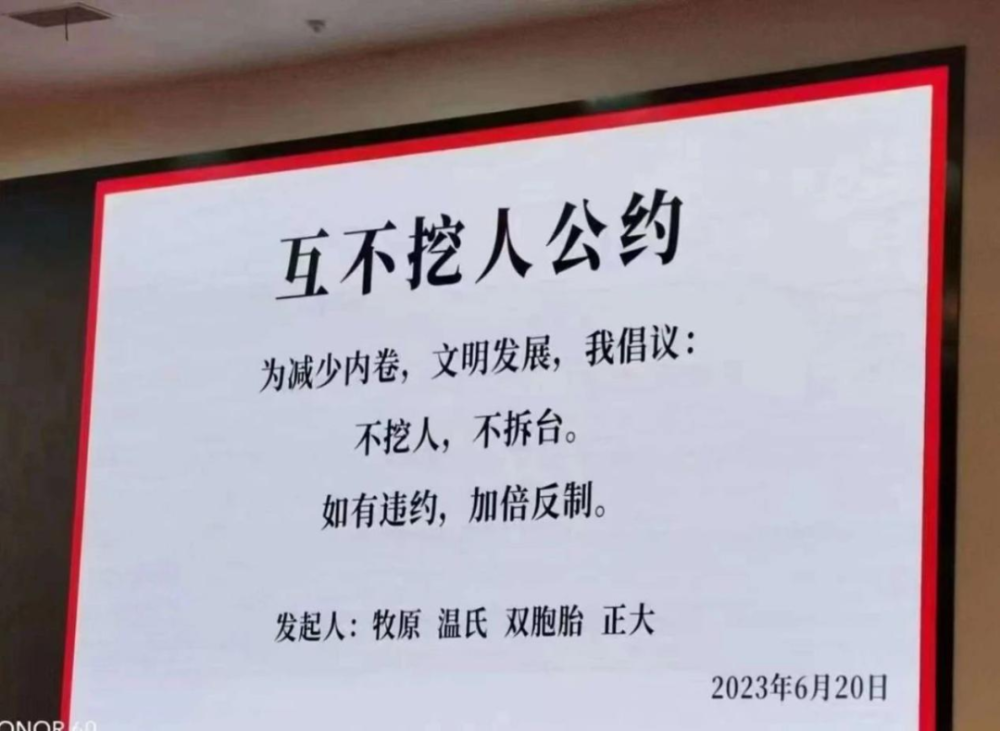 互不挖人公约
为减少内卷，文明发展，我倡议：
不挖人，不拆台。
如有违约，加倍反制。
发起人：牧原 温氏 双胞胎 正大
2023年6月20日
HONOR 60